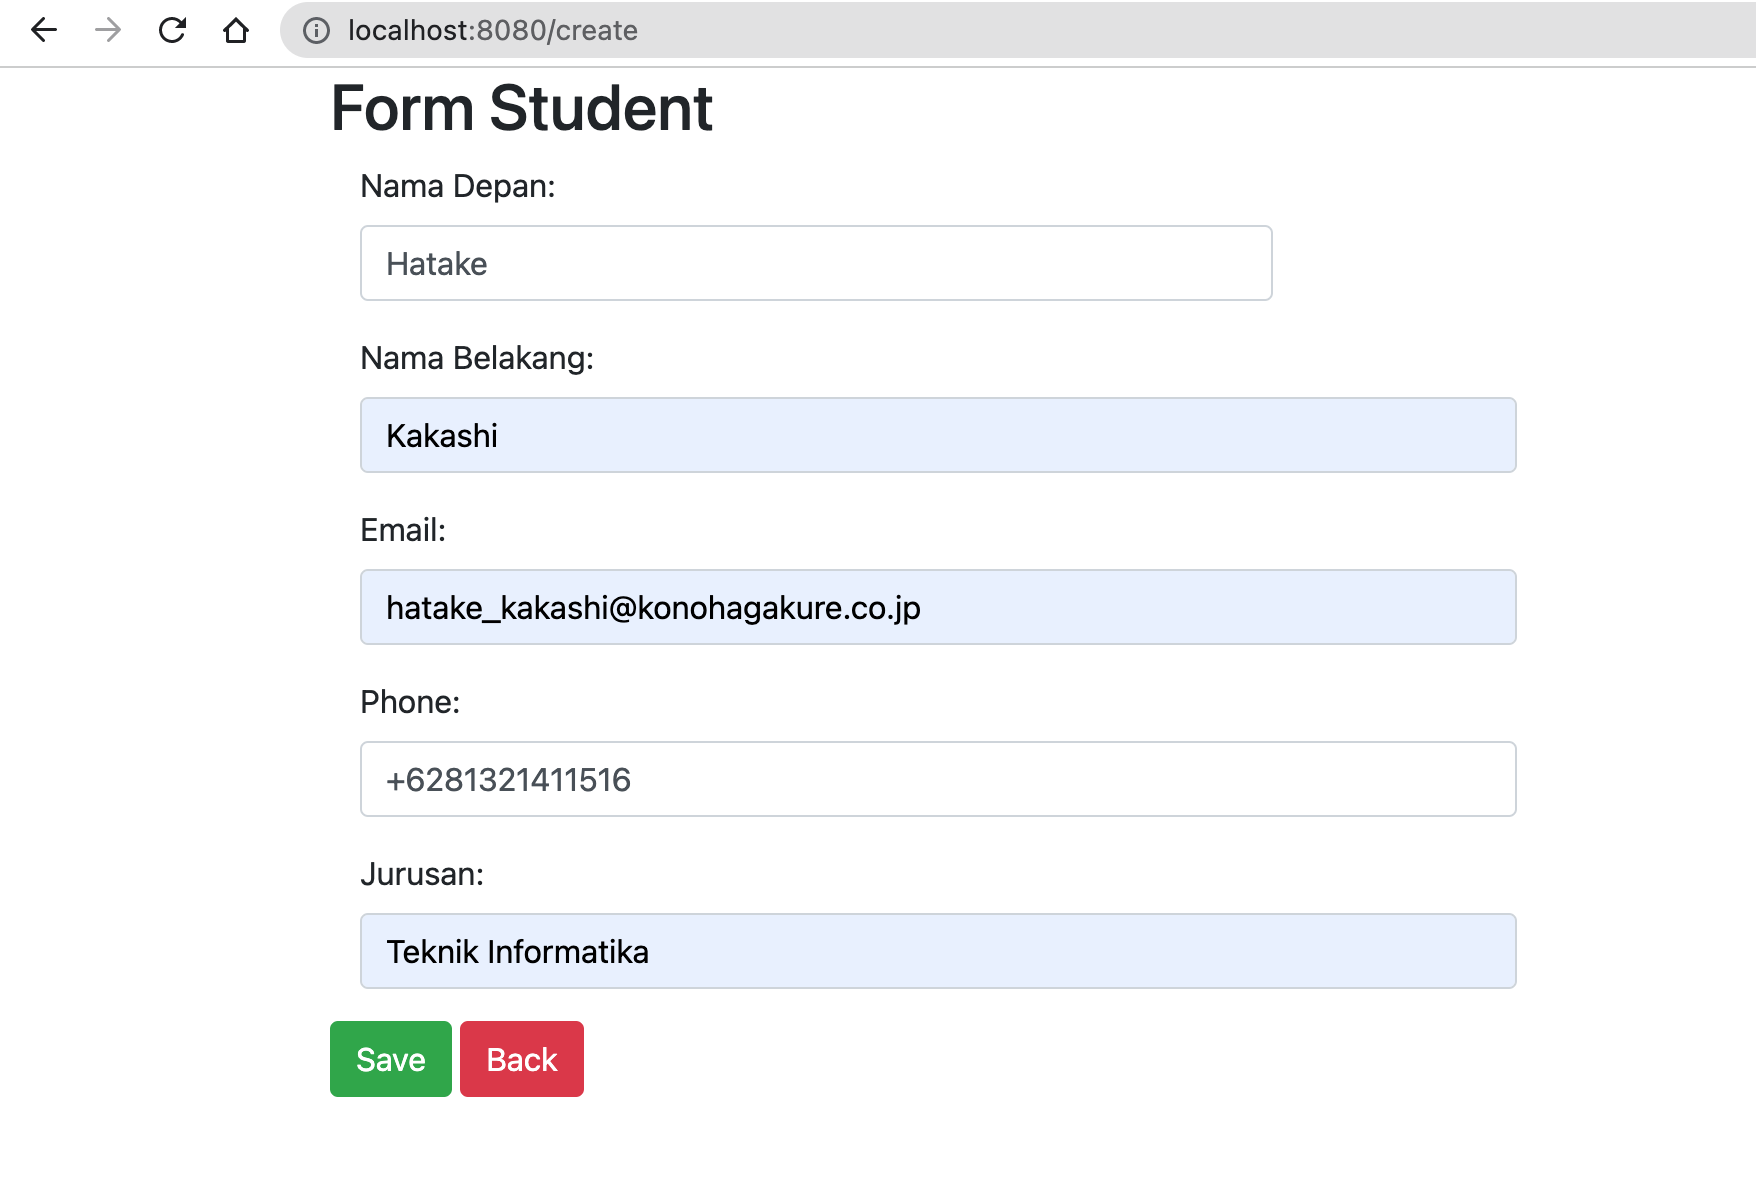 localhost:8080/create
Form Student
Nama Depan:
Hatake
Nama Belakang:
Kakashi
Email:
hatake_kakashi@konohagakure.co.jp
Phone:
+6281321411516
Jurusan:
Teknik Informatika
Save Back